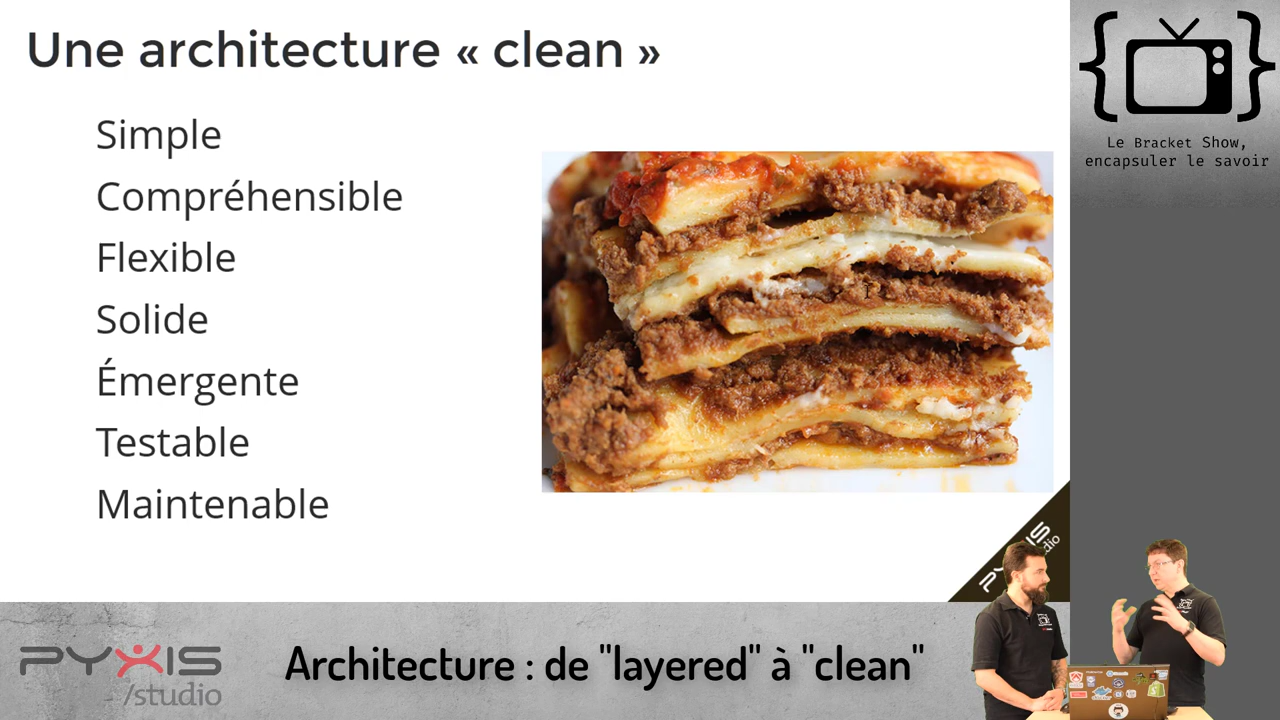 Une architecture « clean »
Simple
Compréhensible
Flexible
Solide
Émergente
Testable
Maintenable
Le Bracket Show,
encapsuler le savoir
PYXIS
/studio
Architecture : de "layered" à "clean"